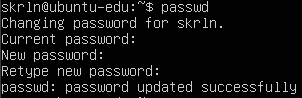 skrln@ubuntu-edu:~$ passwd
Changing password for skrln.
Current password:
New password:
Retype new password:
passwd: password updated successfully